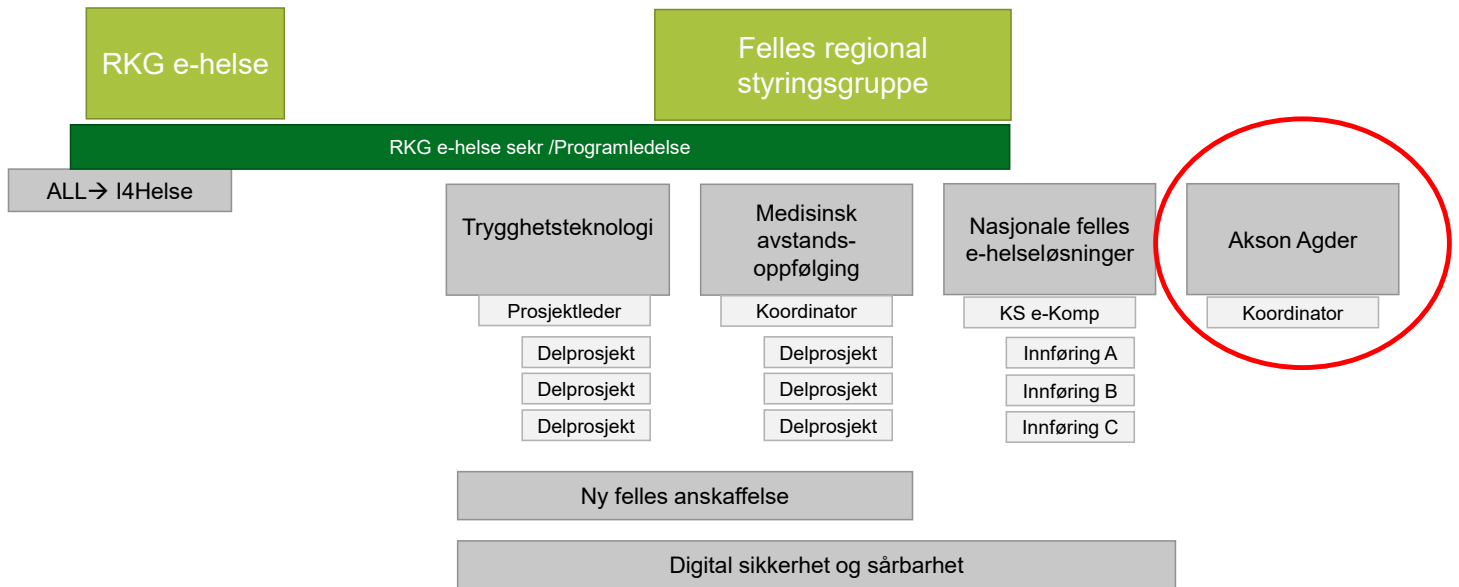 RKG e-helse
Felles regional
styringsgruppe
RKG e-helse sekr /Programledelse
ALL→ I4Helse
Trygghetsteknologi
Prosjektleder
Delprosjekt
Delprosjekt
Delprosjekt
Medisinsk
avstands-
oppfølging
Koordinator
Delprosjekt
Delprosjekt
Delprosjekt
Nasjonale felles
e-helseløsninger
KS e-Komp
Innføring A
Innføring B
Innføring C
Akson Agder
Koordinator
Ny felles anskaffelse
Digital sikkerhet og sårbarhet